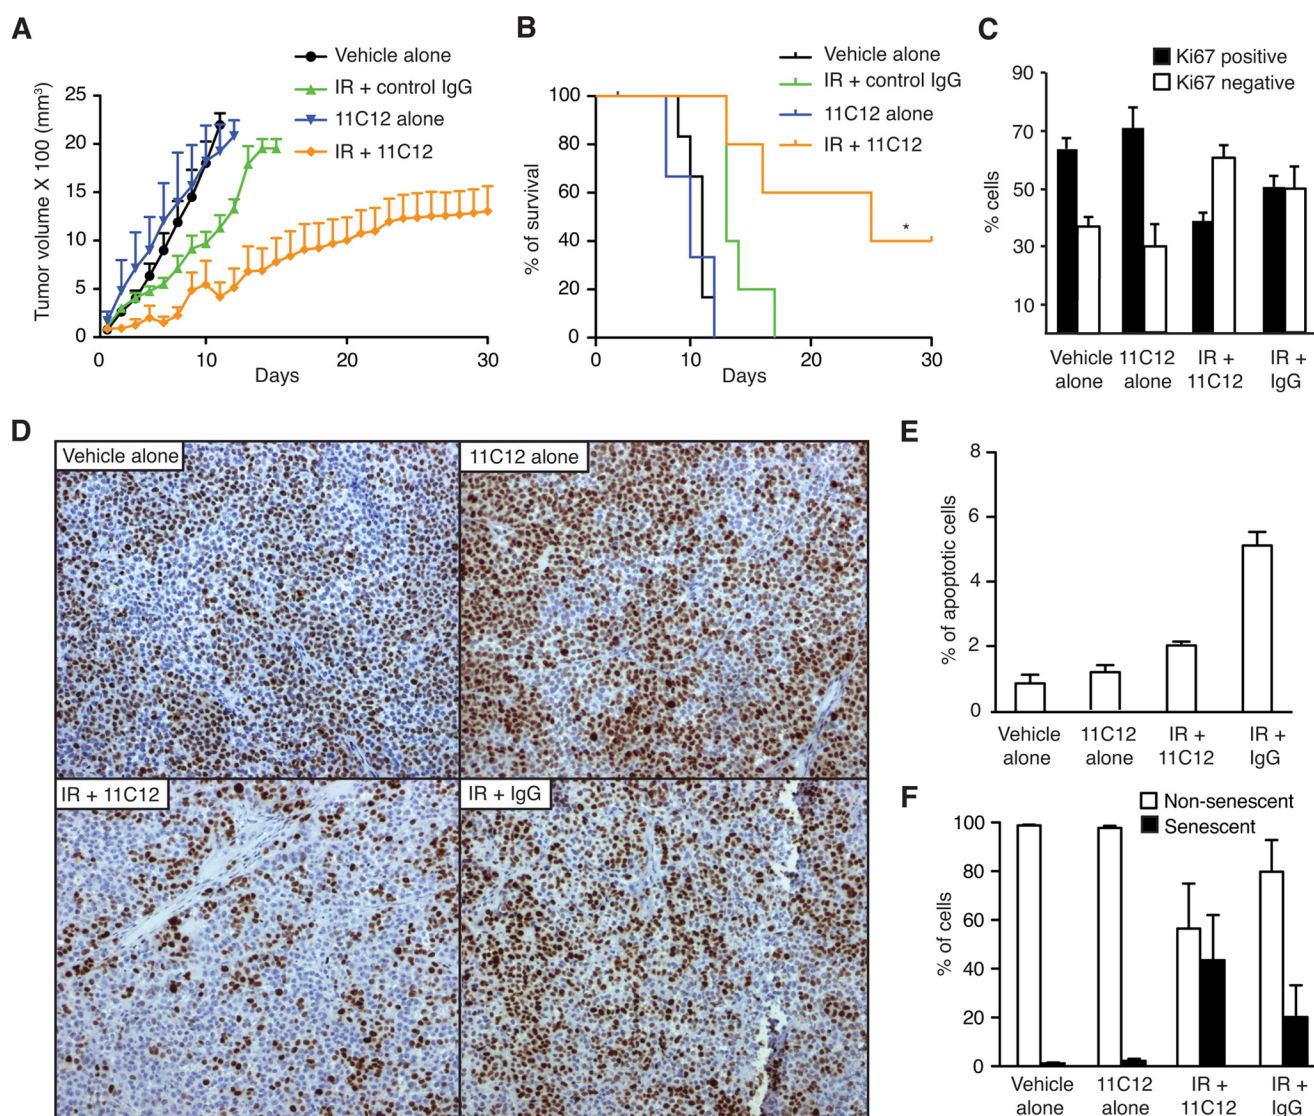 A
Vehicle alone
IR + control IgG
11C12 alone
IR + 11C12
Tumor volume X 100 (mm³)
25
20
15
10
5
0
0 10 20 30
Days
B
Vehicle alone
IR + control IgG
11C12 alone
IR + 11C12
% of survival
100
80
60
40
20
0
*
0 10 20 30
Days
C
Ki67 positive
Ki67 negative
% cells
90
70
50
30
10
Vehicle 11C12 IR + IR +
alone alone 11C12 IgG
D
Vehicle alone
11C12 alone
IR + 11C12
IR + IgG
E
% of apoptotic cells
8
6
4
2
0
Vehicle 11C12 IR + IR +
alone alone 11C12 IgG
F
Non-senescent
Senescent
% of cells
100
80
60
40
20
0
Vehicle 11C12 IR + IR +
alone alone 11C12 IgG